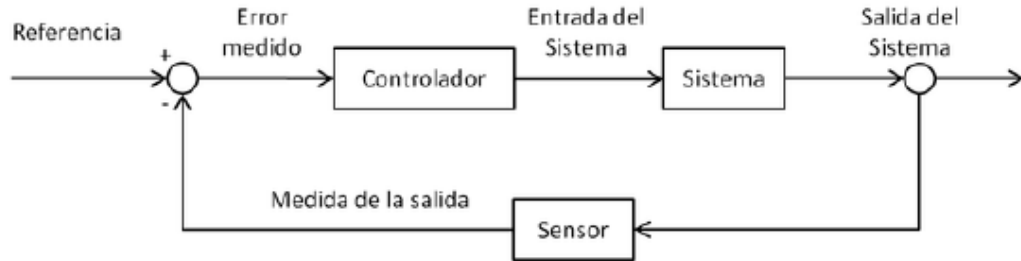 Referencia
+
-
Error
medido
Controlador
Entrada del
Sistema
Sistema
Salida del
Sistema
Medida de la salida
Sensor